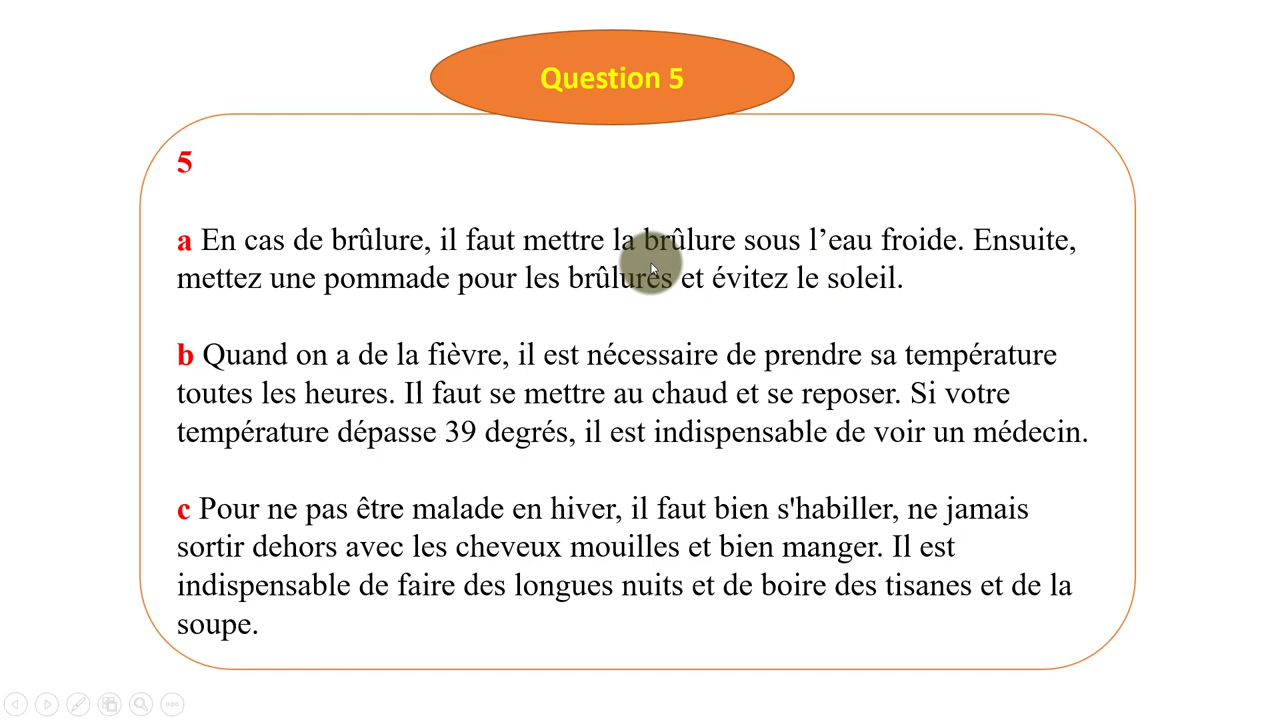 Question 5
5
a En cas de brûlure, il faut mettre la brûlure sous l’eau froide. Ensuite,
mettez une pommade pour les brûlures et évitez le soleil.
b Quand on a de la fièvre, il est nécessaire de prendre sa température
toutes les heures. Il faut se mettre au chaud et se reposer. Si votre
température dépasse 39 degrés, il est indispensable de voir un médecin.
c Pour ne pas être malade en hiver, il faut bien s'habiller, ne jamais
sortir dehors avec les cheveux mouilles et bien manger. Il est
indispensable de faire des longues nuits et de boire des tisanes et de la
soupe.